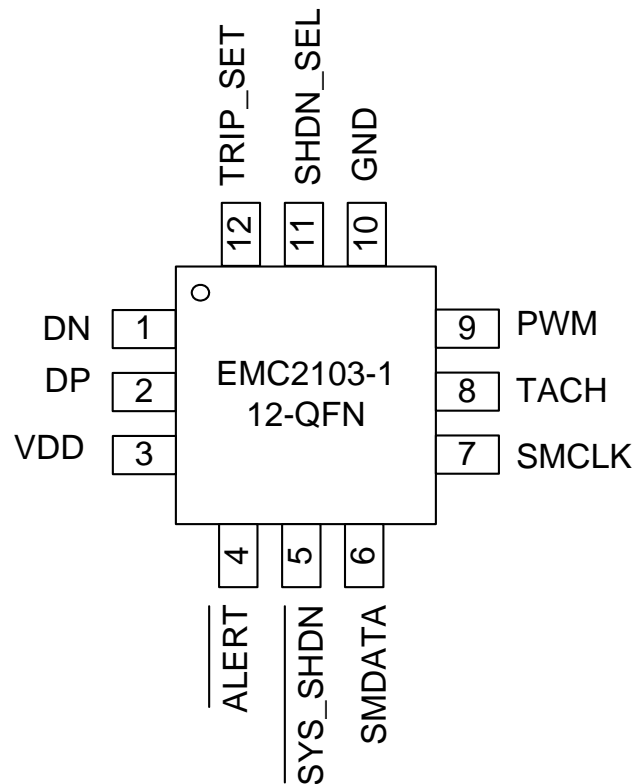 TRIP_SET
SHDN_SEL
GND
12
11
10
DN 1
9 PWM
DP 2
EMC2103-1
8 TACH
12-QFN
VDD 3
7 SMCLK
4
5
6
ALERT
SYS_SHDN
SMDATA